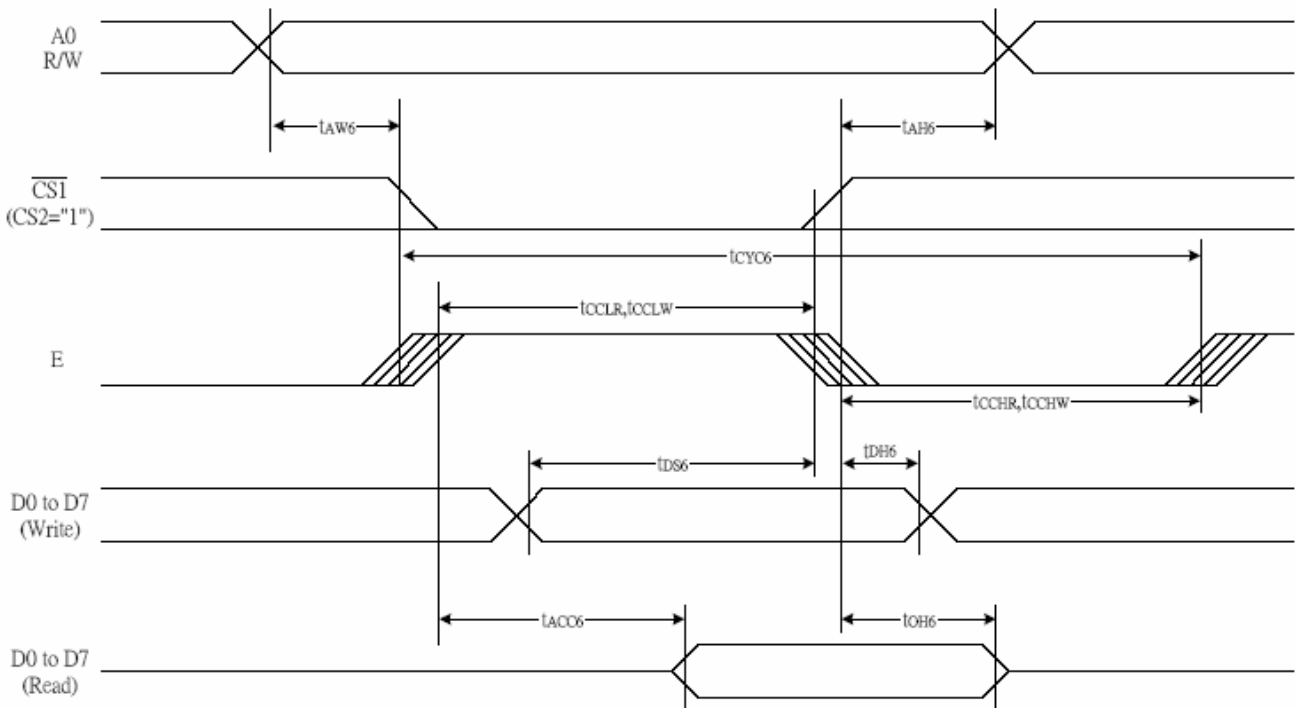 A0
R/W
tAW6
tAH6
CS1
(CS2="1")
tCYC6
tCCLR,tCCLW
E
tCCHR,tCCHW
tDS6
tDH6
D0 to D7
(Write)
tACC6
tOH6
D0 to D7
(Read)